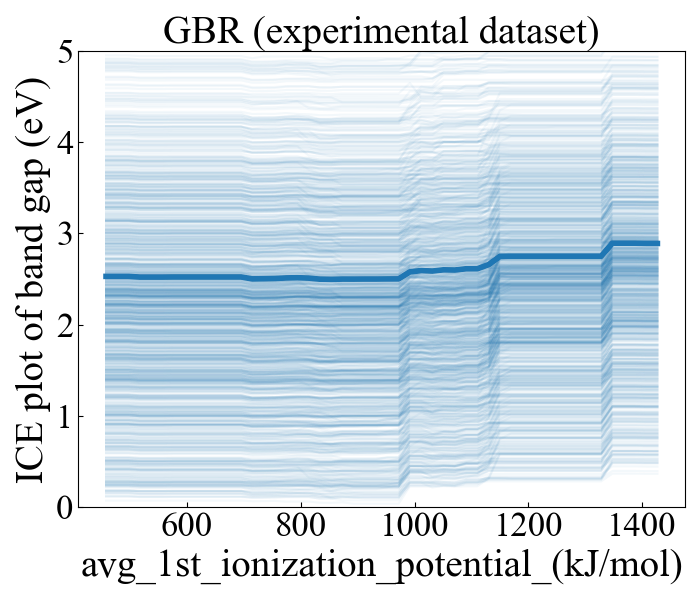 GBR (experimental dataset)
ICE plot of band gap (eV)
5
4
3
2
1
0
600 800 1000 1200 1400
avg_1st_ionization_potential_(kJ/mol)